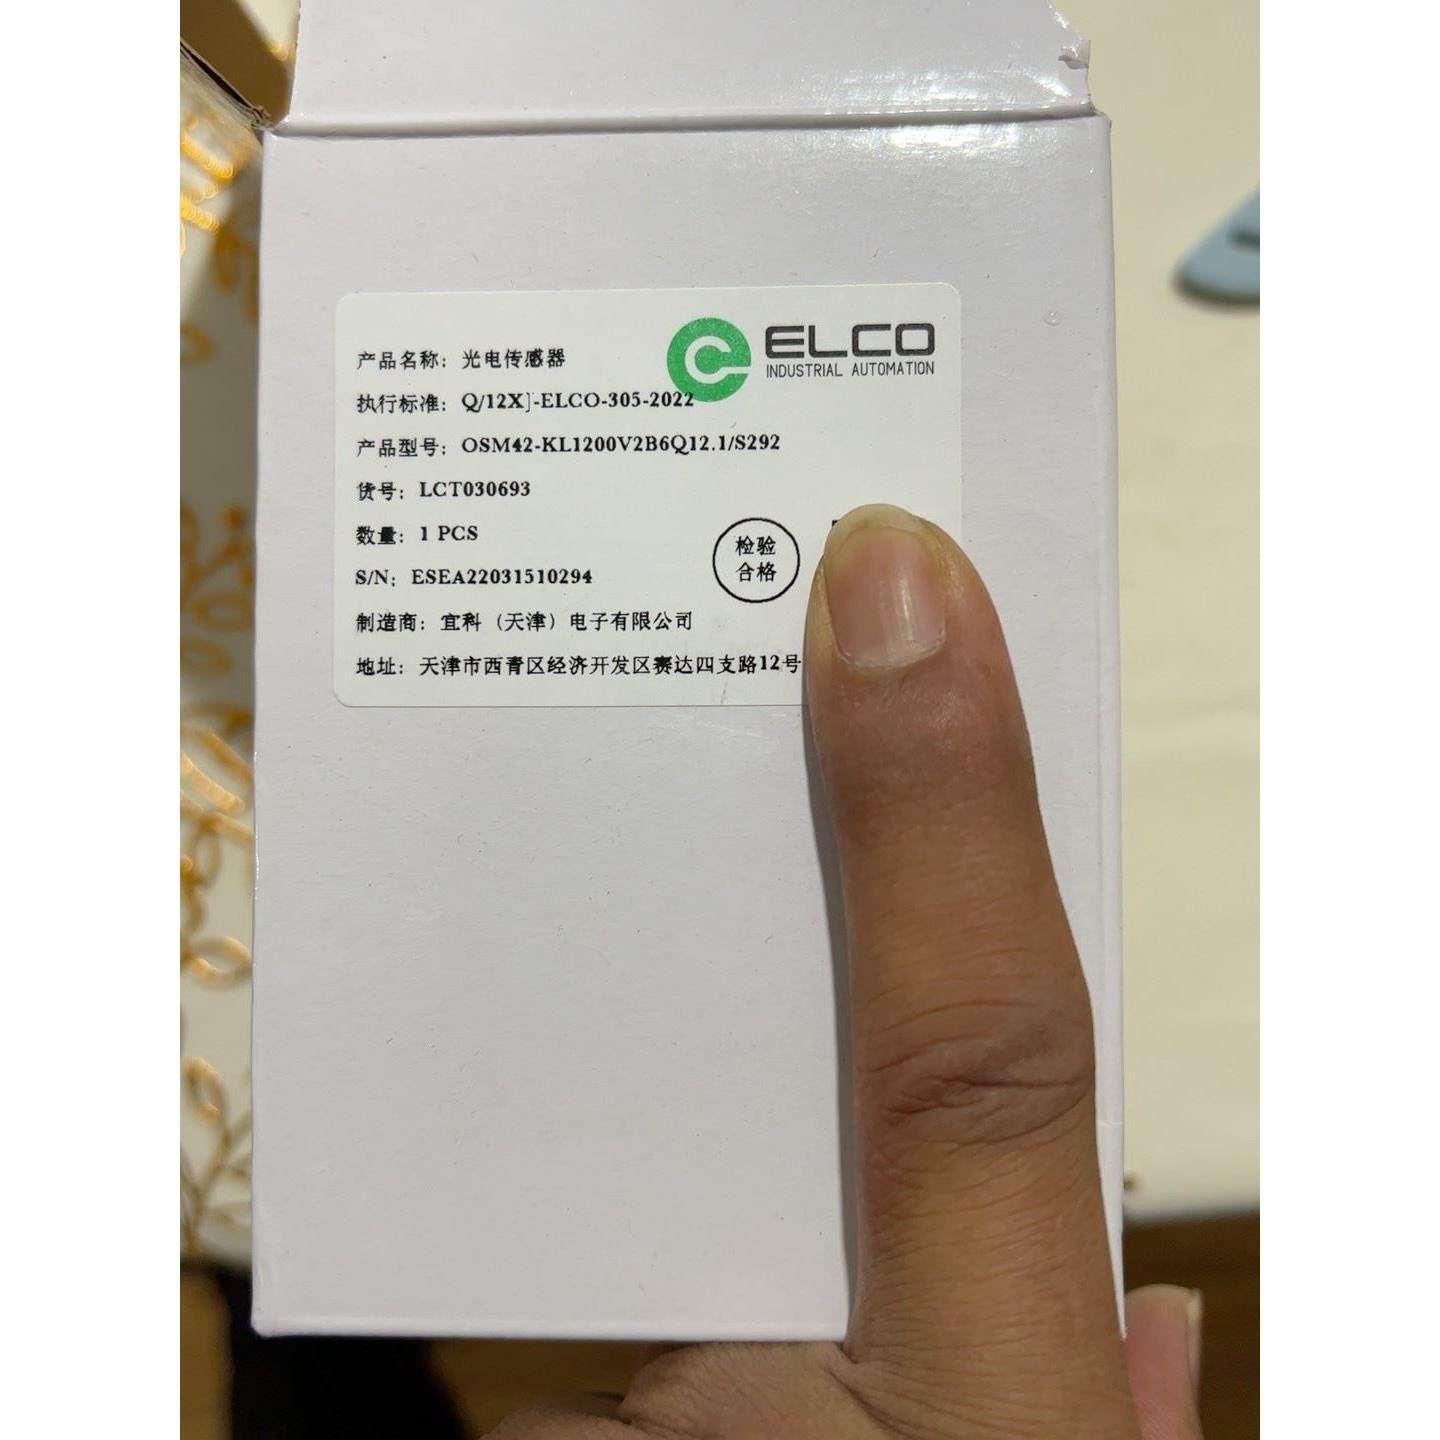 ELCO
INDUSTRIAL AUTOMATION
产品名称：光电传感器
执行标准：Q/12XJ-ELCO-305-2022
产品型号：OSM42-KL1200V2B6Q12.1/S292
货号：LCT030693
数量：1 PCS
检验
合格
S/N：ESEA22031510294
制造商：宜科（天津）电子有限公司
地址：天津市西青区经济开发区赛达四支路12号